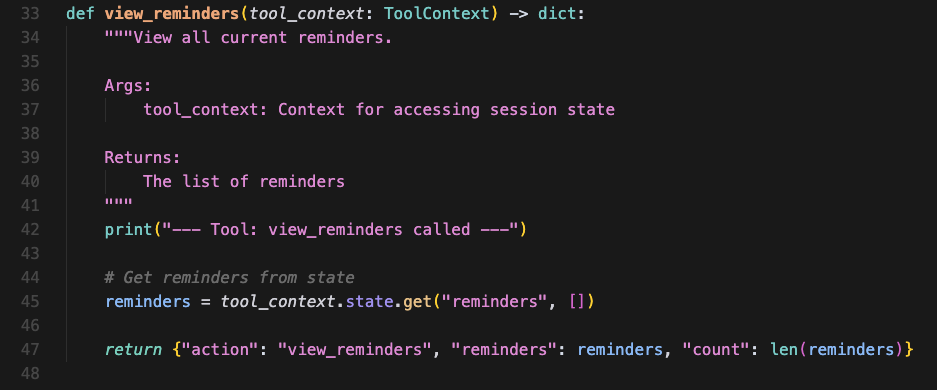 33 def view_reminders(tool_context: ToolContext) -> dict:
34     """View all current reminders.
35
36     Args:
37         tool_context: Context for accessing session state
38
39     Returns:
40         The list of reminders
41     """
42     print("--- Tool: view_reminders called ---")
43
44     # Get reminders from state
45     reminders = tool_context.state.get("reminders", [])
46
47     return {"action": "view_reminders", "reminders": reminders, "count": len(reminders)}
48